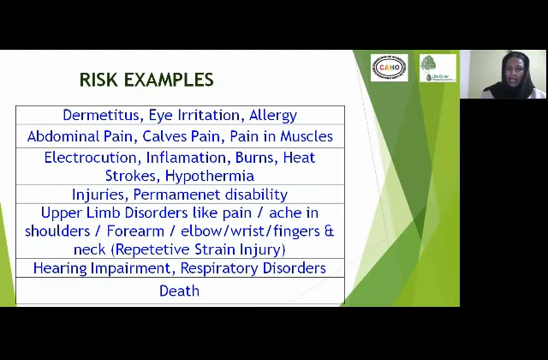 RISK EXAMPLES
CAHO
Dermetitus, Eye Irritation, Allergy
Abdominal Pain, Calves Pain, Pain in Muscles
Electrocution, Inflamation, Burns, Heat
Strokes, Hypothermia
Injuries, Permamenet disability
Upper Limb Disorders like pain / ache in
shoulders / Forearm / elbow/wrist/fingers &
neck (Repetetive Strain Injury)
Hearing Impairment, Respiratory Disorders
Death